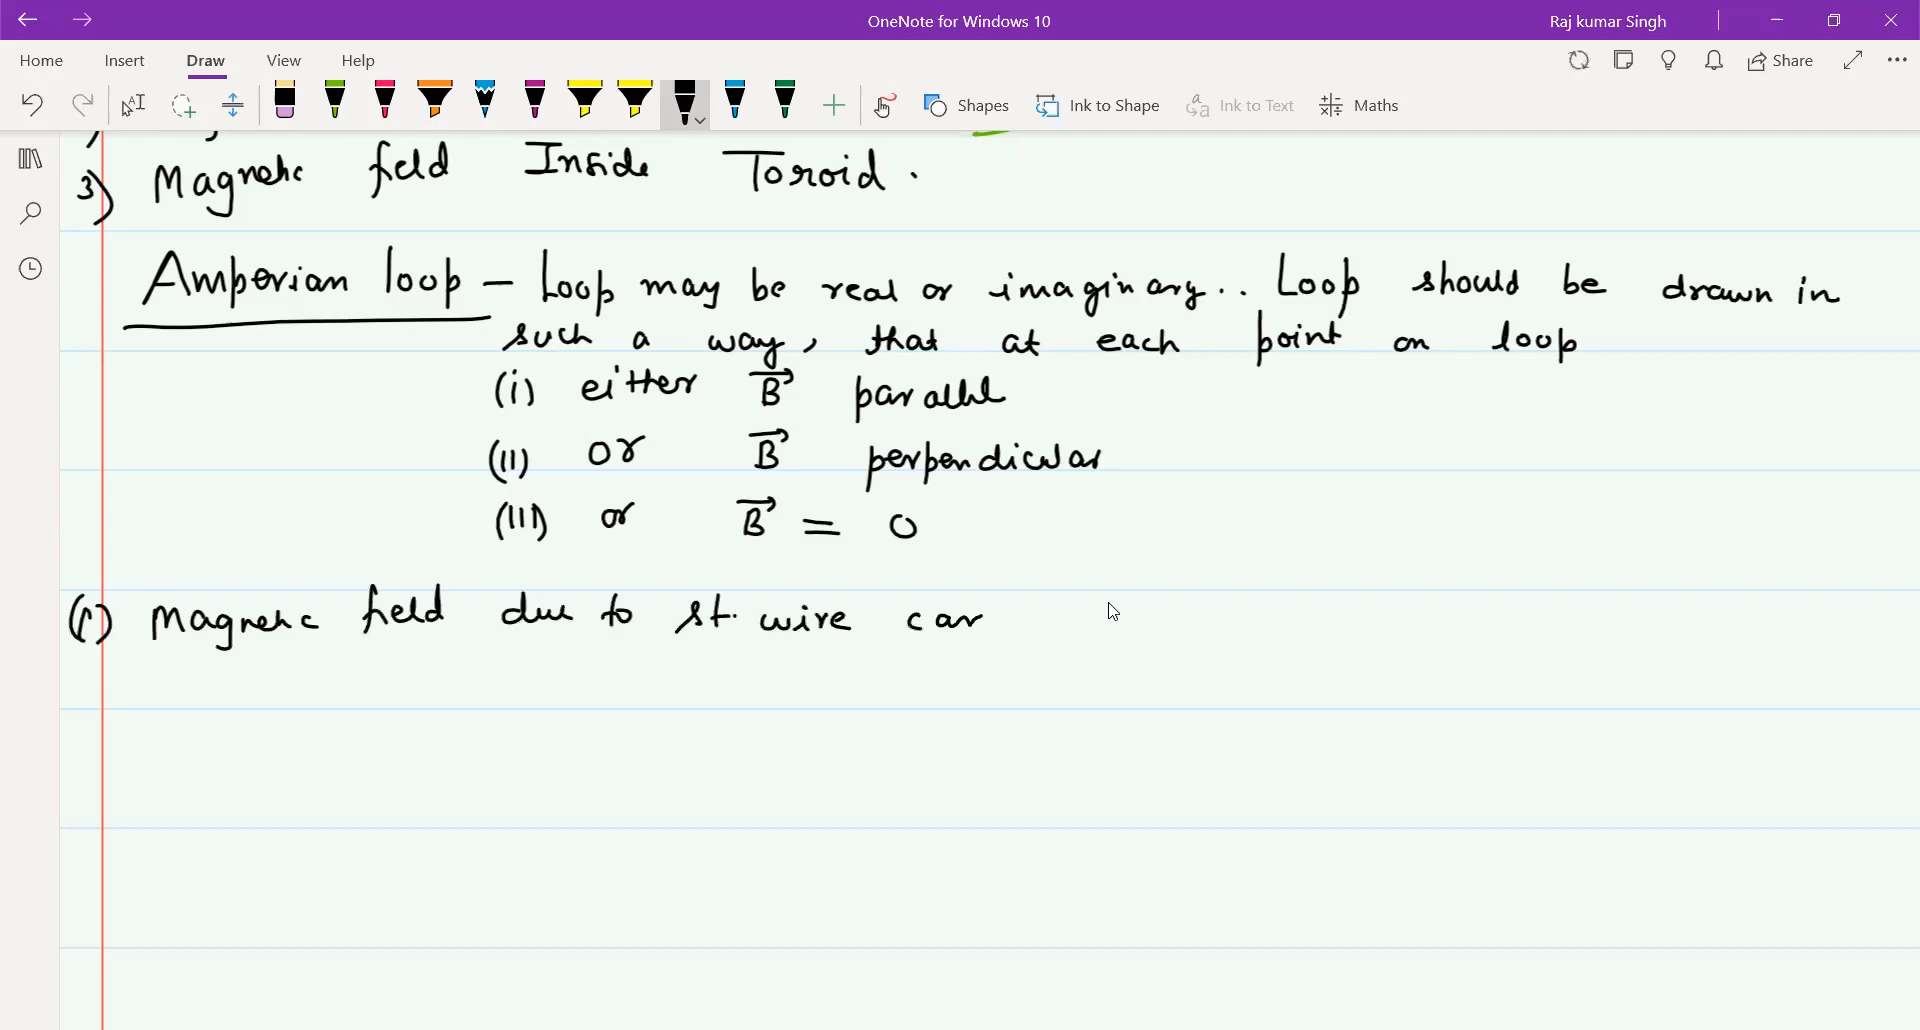 OneNote for Windows 10
Raj kumar Singh
Home Insert Draw View Help
Share
Shapes Ink to Shape Ink to Text Maths
3) Magnetic field Inside Toroid.
Amperian loop – Loop may be real or imaginary.. Loop should be drawn in
such a way, that at each point on loop
(i) either B⃗ parallel
(II) or B⃗ perpendicular
(III) or B⃗ = 0
(1) Magnetic field due to st. wire car